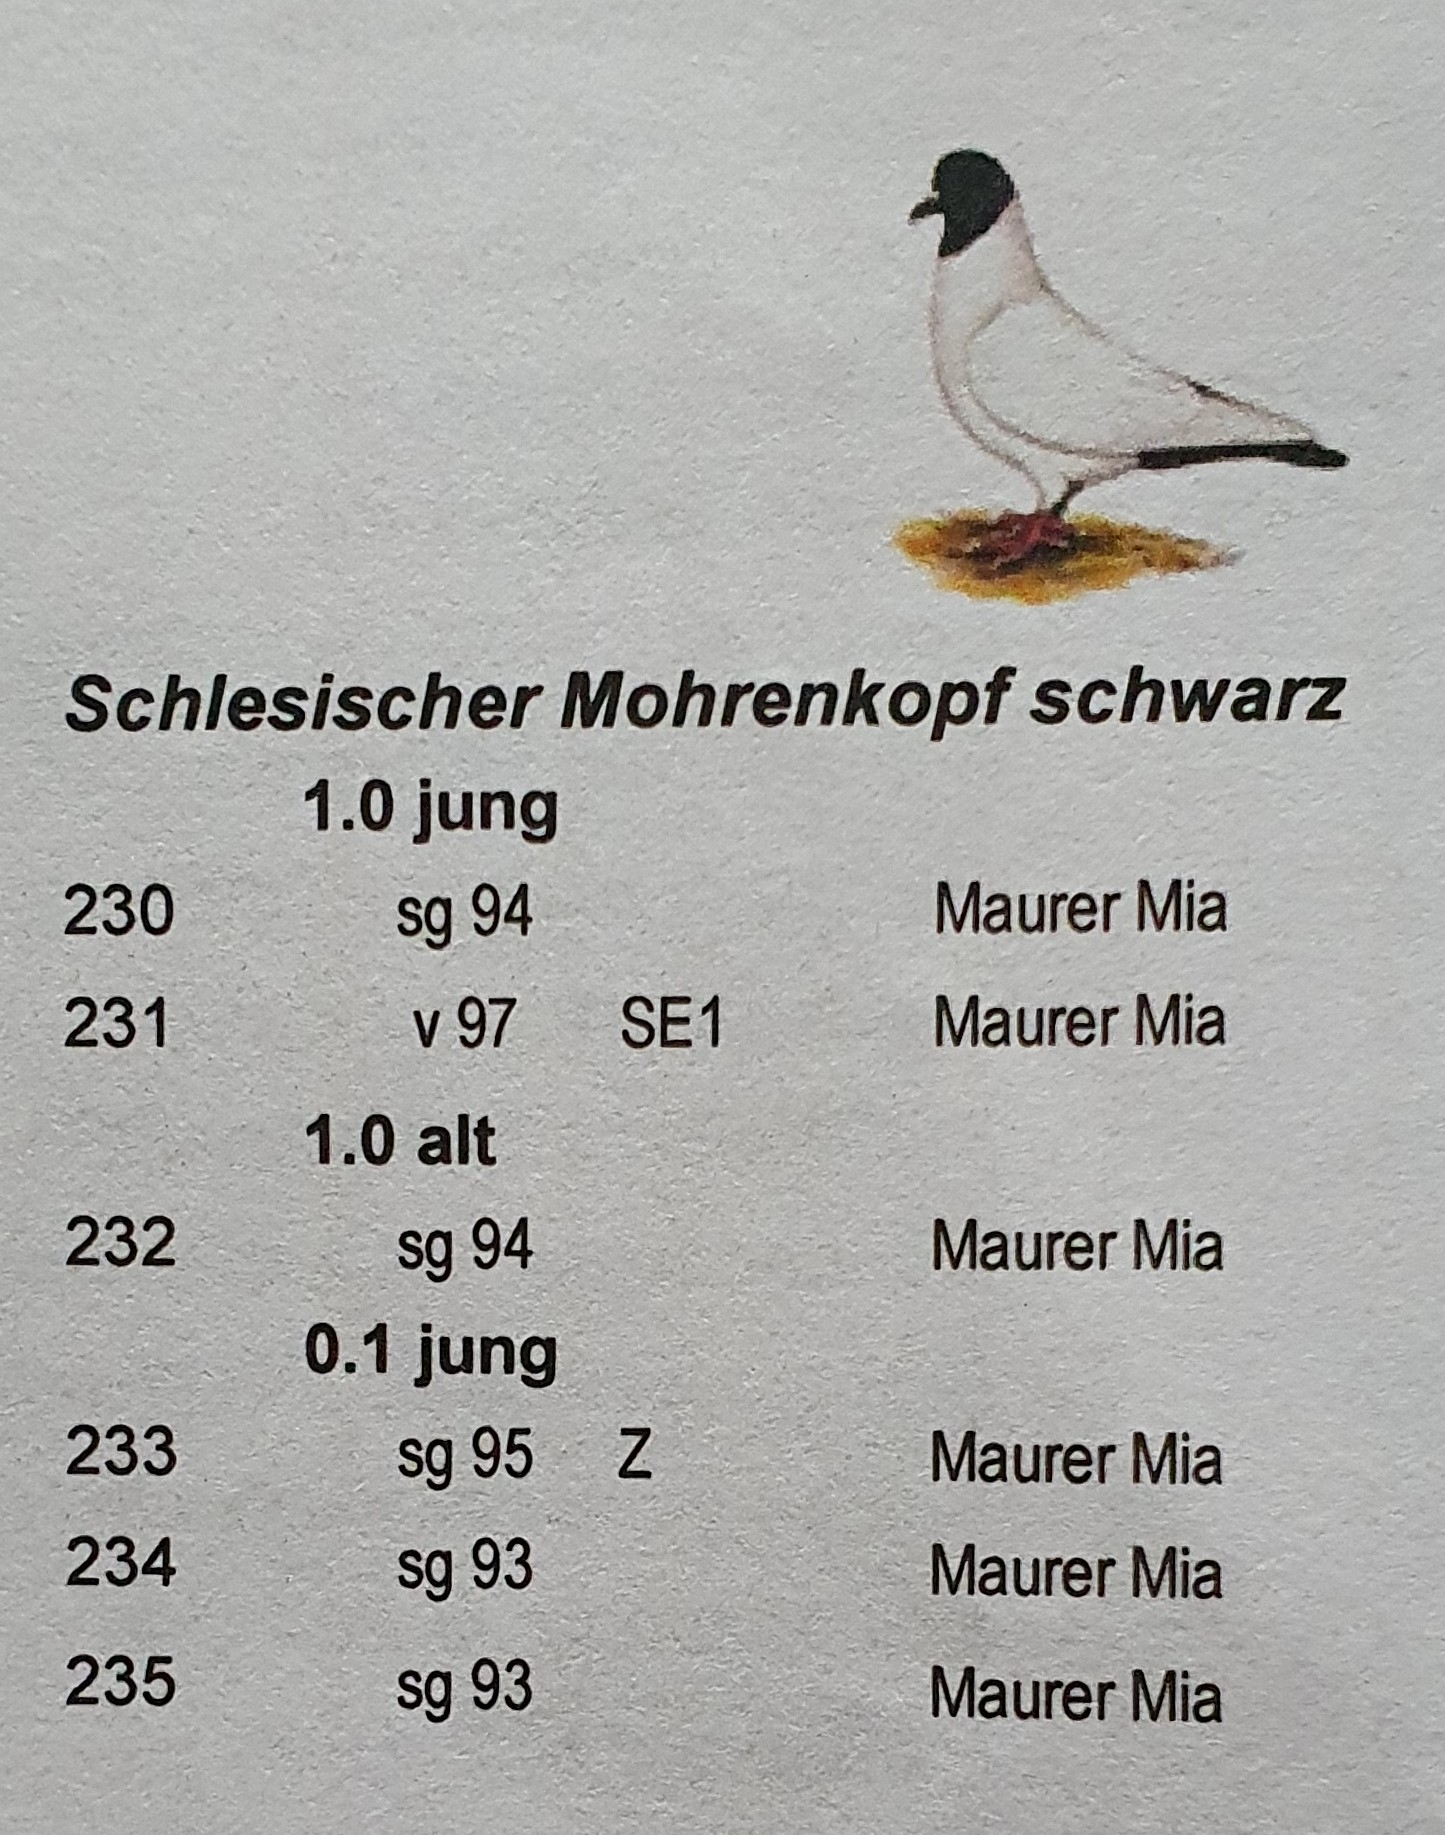 Schlesischer Mohrenkopf schwarz
1.0 jung
230 sg 94 Maurer Mia
231 v 97 SE1 Maurer Mia
1.0 alt
232 sg 94 Maurer Mia
0.1 jung
233 sg 95 Z Maurer Mia
234 sg 93 Maurer Mia
235 sg 93 Maurer Mia